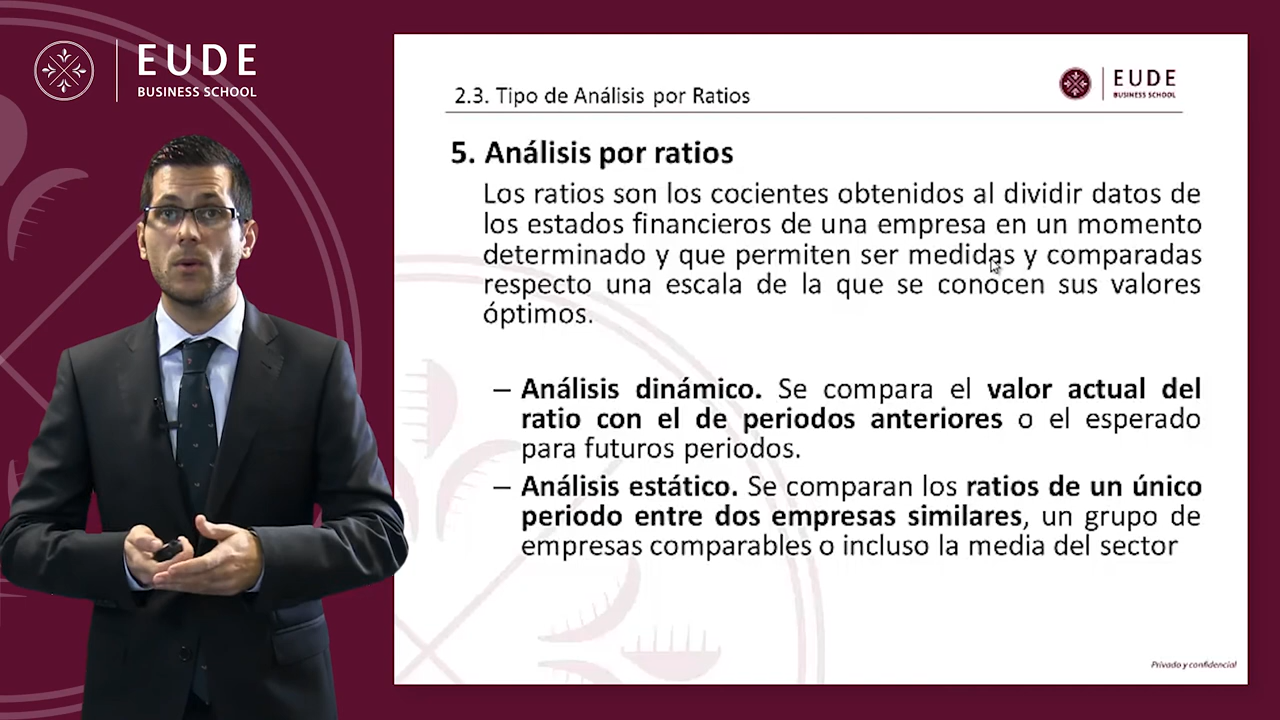 EUDE
BUSINESS SCHOOL
2.3. Tipo de Análisis por Ratios
EUDE
BUSINESS SCHOOL
5. Análisis por ratios
Los ratios son los cocientes obtenidos al dividir datos de
los estados financieros de una empresa en un momento
determinado y que permiten ser medidas y comparadas
respecto una escala de la que se conocen sus valores
óptimos.
– Análisis dinámico. Se compara el valor actual del
ratio con el de periodos anteriores o el esperado
para futuros periodos.
– Análisis estático. Se comparan los ratios de un único
periodo entre dos empresas similares, un grupo de
empresas comparables o incluso la media del sector
Privado y confidencial